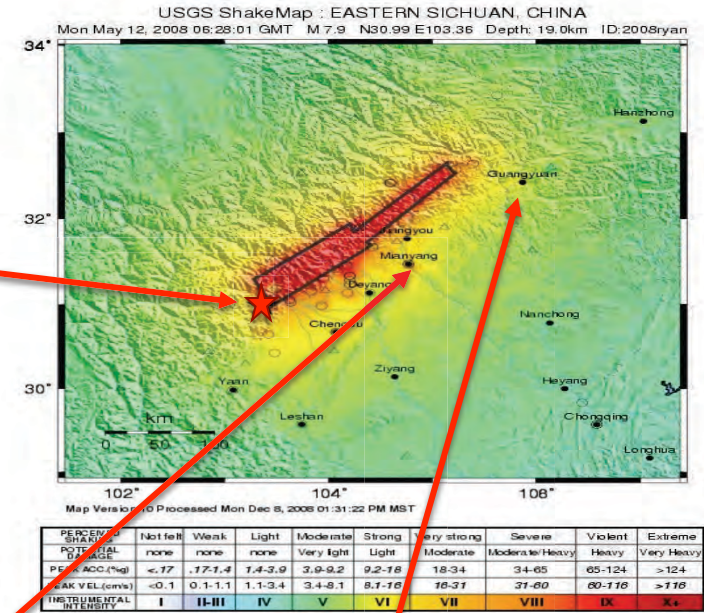 USGS ShakeMap : EASTERN SICHUAN, CHINA
Mon May 12, 2008 06:28:01 GMT M 7.9 N30.99 E103.36 Depth: 19.0km ID:2008ryan
34°
Hanzhong
Guangyuan
32°
Mianyang
Nanchong
Ziyang
30°
Yaan
Heyang
Leshan
Chongqing
km
0 50 100
Longhua
102° 104° 106° 108°
Map Version 10 Processed Mon Dec 8, 2008 01:31:22 PM MST
PERCEIVED SHAKING Not felt Weak Light Moderate Strong Very strong Severe Violent Extreme
POTENTIAL DAMAGE none none none Very light Light Moderate Moderate/Heavy Heavy Very Heavy
PEAK ACC.(%g) <.17 .17-1.4 1.4-3.9 3.9-9.2 9.2-18 18-34 34-65 65-124 >124
PEAK VEL.(cm/s) <0.1 0.1-1.1 1.1-3.4 3.4-8.1 8.1-16 16-31 31-60 60-116 >116
INSTRUMENTAL INTENSITY I II-III IV V VI VII VIII IX X+